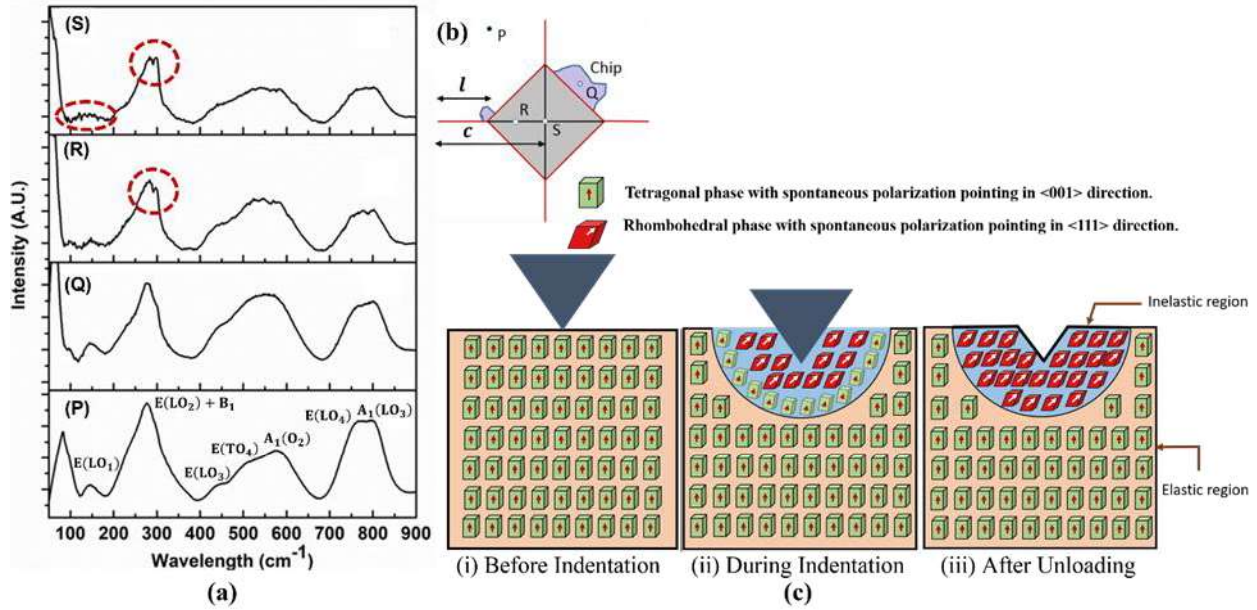 (S)
(R)
(Q)
(P)
E(LO₁)
E(LO₂) + B₁
E(LO₃)
E(TO₄)
A₁(O₂)
E(LO₄)
A₁(LO₃)
Intensity (A.U.)
100 200 300 400 500 600 700 800 900
Wavelength (cm⁻¹)
(a)
(b)
P
Chip
Q
l
R
c
S
Tetragonal phase with spontaneous polarization pointing in <001> direction.
Rhombohedral phase with spontaneous polarization pointing in <111> direction.
Inelastic region
Elastic region
(i) Before Indentation
(ii) During Indentation
(iii) After Unloading
(c)